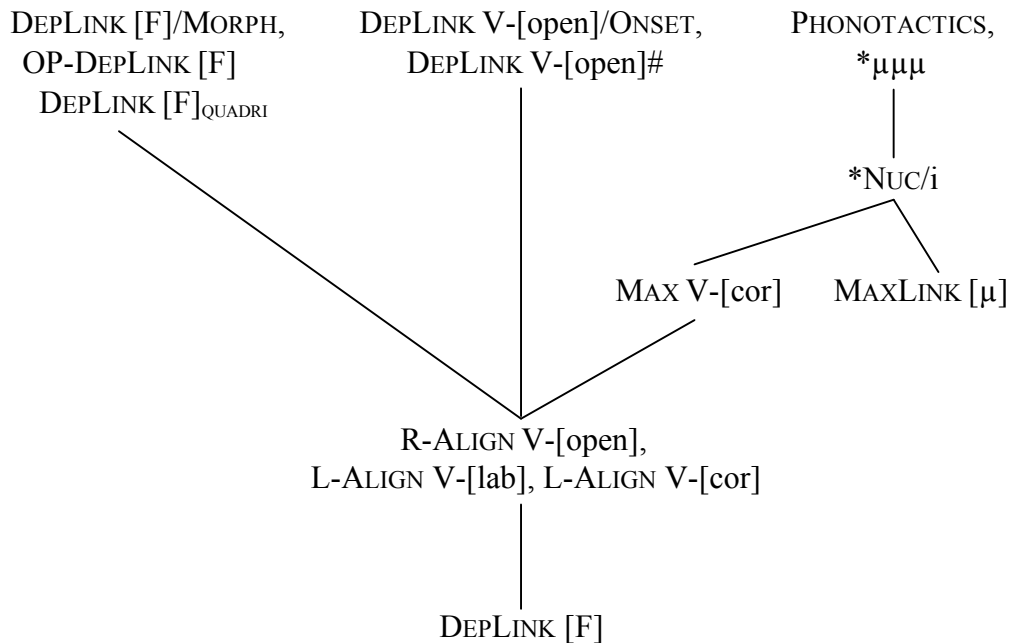 DEPLINK [F]/MORPH,
OP-DEPLINK [F]
DEPLINK [F]QUADRI
DEPLINK V-[open]/ONSET,
DEPLINK V-[open]#
PHONOTACTICS,
*µµµ
*NUC/i
MAX V-[cor]
MAXLINK [µ]
R-ALIGN V-[open],
L-ALIGN V-[lab], L-ALIGN V-[cor]
DEPLINK [F]